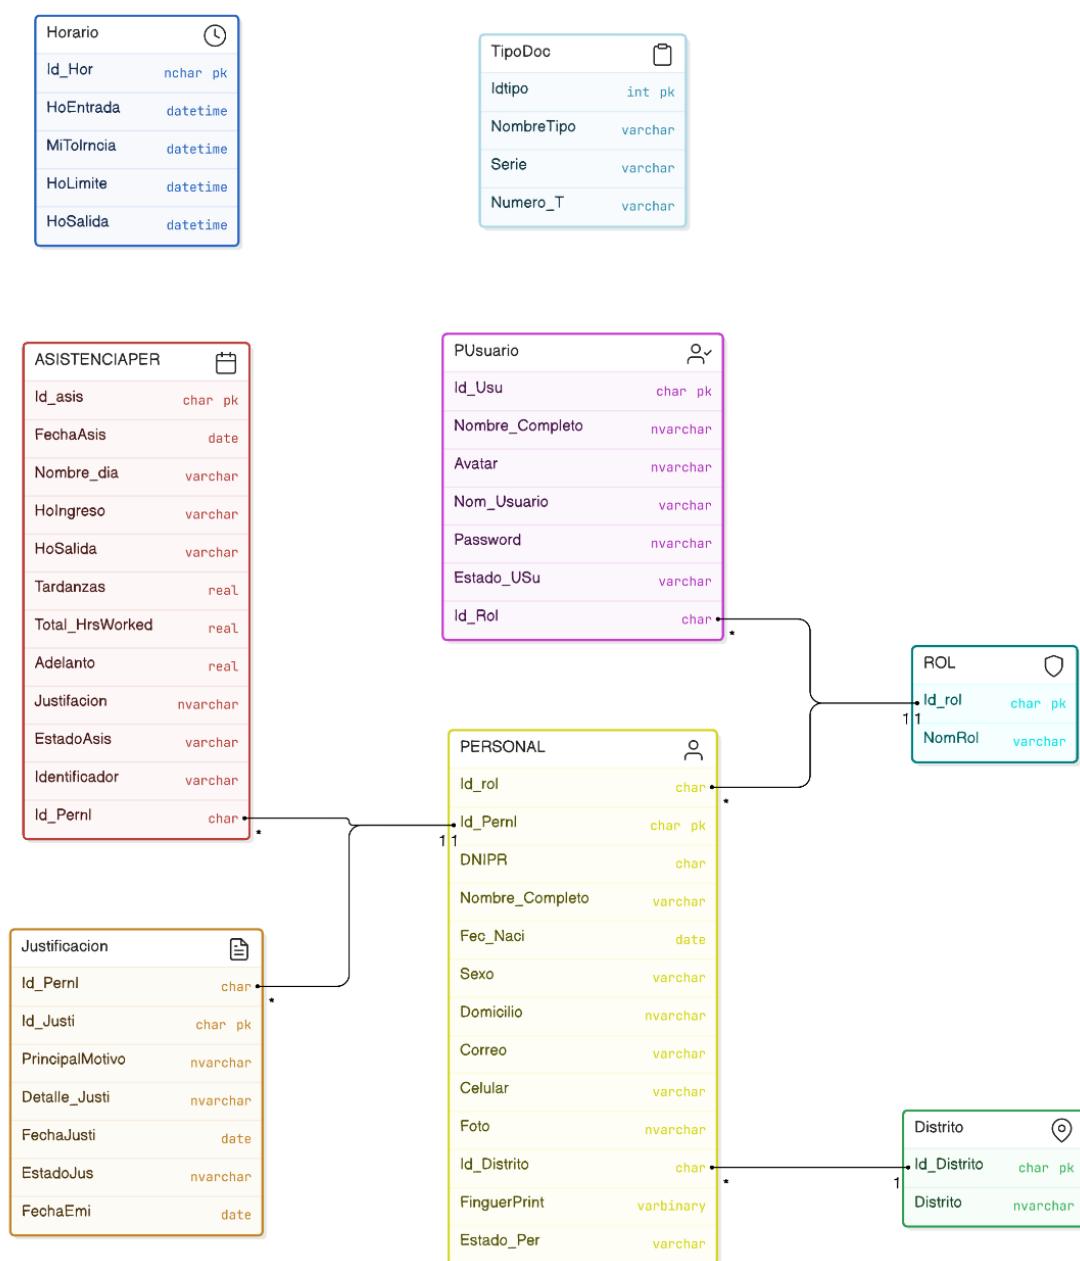 Horario
Id_Hor nchar pk
HoEntrada datetime
MiTolrncia datetime
HoLimite datetime
HoSalida datetime
TipoDoc
Idtipo int pk
NombreTipo varchar
Serie varchar
Numero_T varchar
ASISTENCIAPER
Id_asis char pk
FechaAsis date
Nombre_dia varchar
HoIngreso varchar
HoSalida varchar
Tardanzas real
Total_HrsWorked real
Adelanto real
Justifacion nvarchar
EstadoAsis varchar
Identificador varchar
Id_Pernl char
*
PUsuario
Id_Usu char pk
Nombre_Completo nvarchar
Avatar nvarchar
Nom_Usuario varchar
Password nvarchar
Estado_USu varchar
Id_Rol char
*
ROL
Id_rol char pk
11
NomRol varchar
PERSONAL
Id_rol char
*
Id_Pernl char pk
11
DNIPR char
Nombre_Completo varchar
Fec_Naci date
Sexo varchar
Domicilio nvarchar
Correo varchar
Celular varchar
Foto nvarchar
Id_Distrito char
*
FinguerPrint varbinary
Estado_Per varchar
Justificacion
Id_Pernl char
*
Id_Justi char pk
PrincipalMotivo nvarchar
Detalle_Justi nvarchar
FechaJusti date
EstadoJus nvarchar
FechaEmi date
Distrito
Id_Distrito char pk
1
Distrito nvarchar